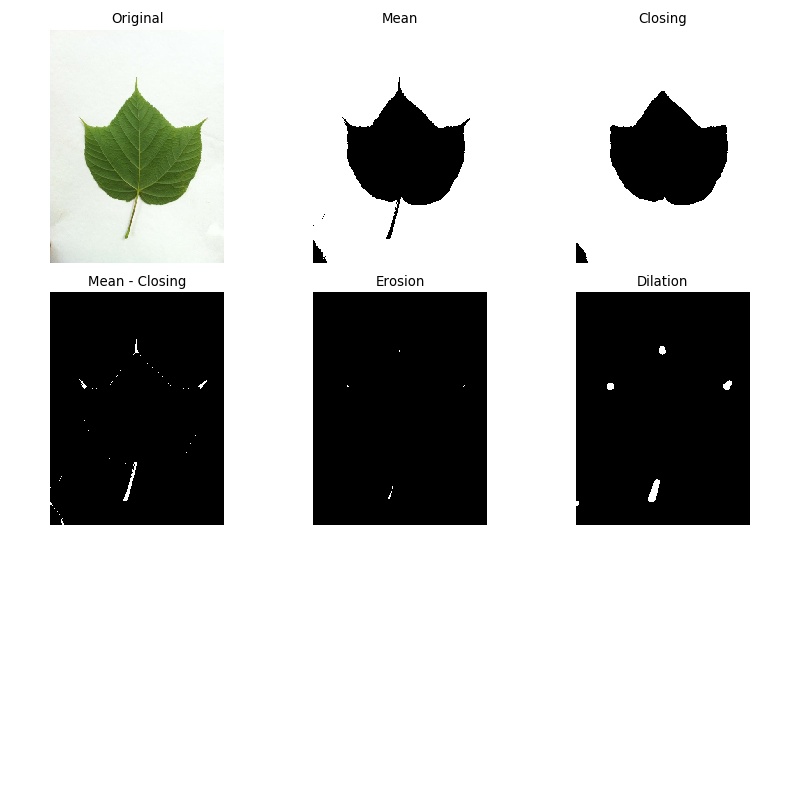 Original
Mean
Closing
Mean - Closing
Erosion
Dilation